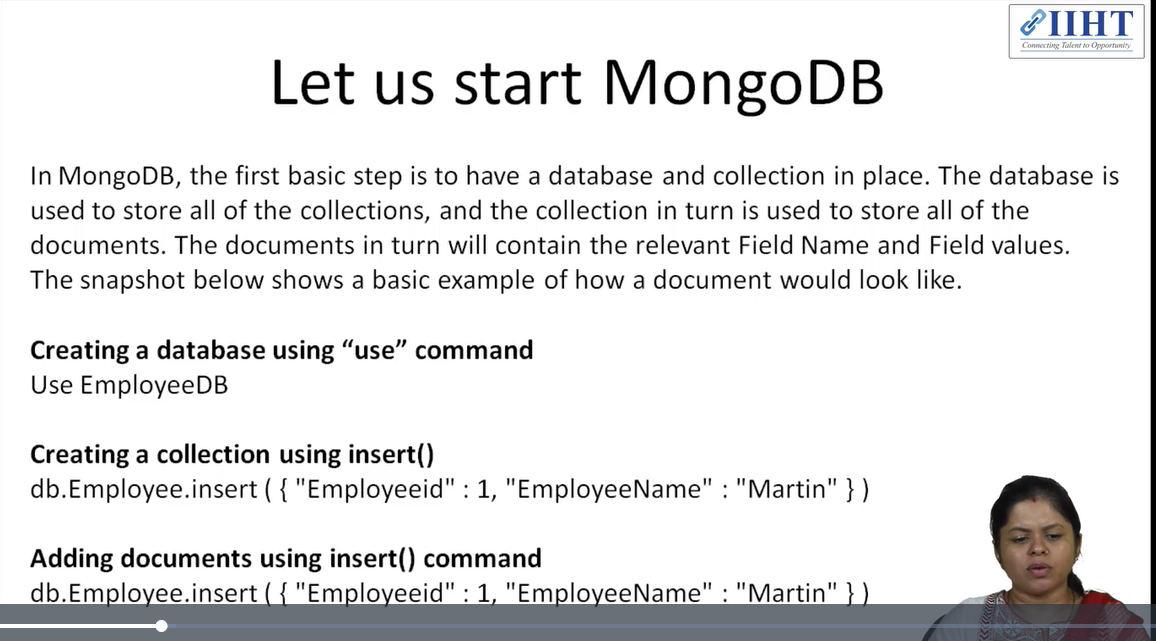 IIHT
Connecting Talent to Opportunity
Let us start MongoDB
In MongoDB, the first basic step is to have a database and collection in place. The database is
used to store all of the collections, and the collection in turn is used to store all of the
documents. The documents in turn will contain the relevant Field Name and Field values.
The snapshot below shows a basic example of how a document would look like.
Creating a database using “use” command
Use EmployeeDB
Creating a collection using insert()
db.Employee.insert ( { "Employeeid" : 1, "EmployeeName" : "Martin" } )
Adding documents using insert() command
db.Employee.insert ( { "Employeeid" : 1, "EmployeeName" : "Martin" } )